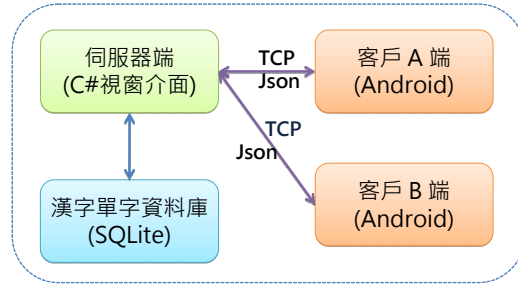 伺服器端
(C#視窗介面)
TCP
Json
客戶 A 端
(Android)
TCP
Json
漢字單字資料庫
(SQLite)
客戶 B 端
(Android)